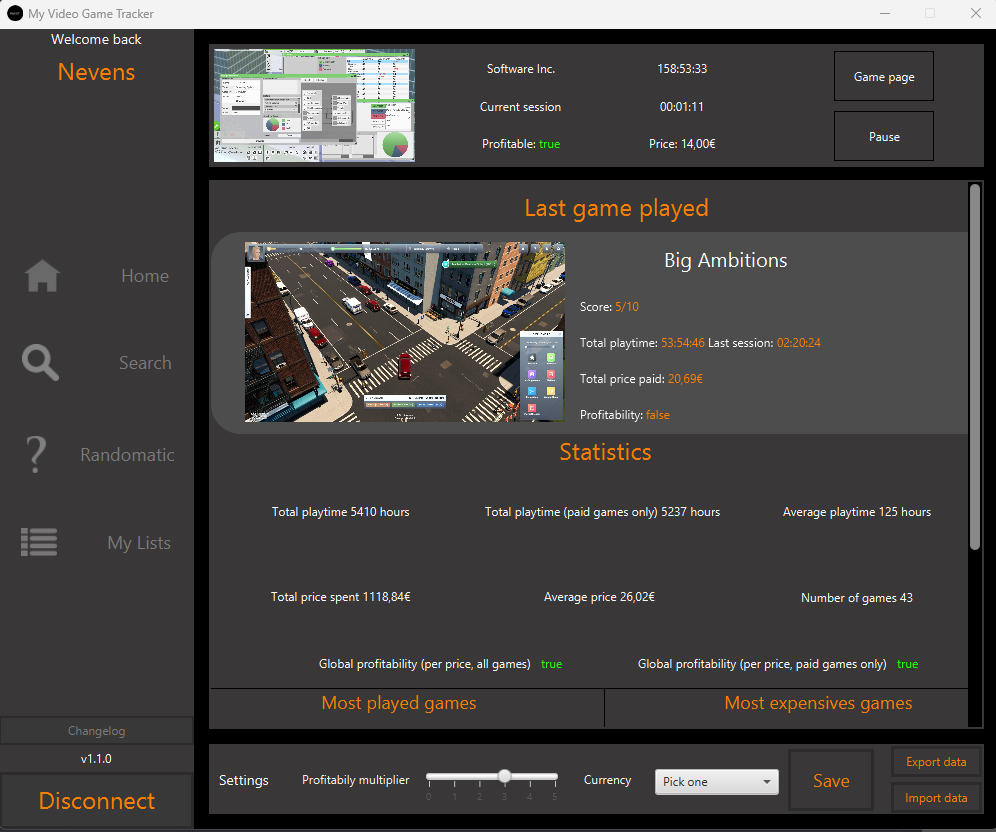 My Video Game Tracker
Welcome back
Nevens
Home
Search
Randomatic
My Lists
Changelog
v1.1.0
Disconnect
Software Inc. 158:53:33
Current session 00:01:11
Profitable: true Price: 14,00€
Game page
Pause
Last game played
Big Ambitions
Score: 5/10
Total playtime: 53:54:46 Last session: 02:20:24
Total price paid: 20,69€
Profitability: false
Statistics
Total playtime 5410 hours Total playtime (paid games only) 5237 hours Average playtime 125 hours
Total price spent 1118,84€ Average price 26,02€ Number of games 43
Global profitability (per price, all games) true Global profitability (per price, paid games only) true
Most played games Most expensives games
Settings Profitabily multiplier
0 1 2 3 4 5
Currency Pick one
Save
Export data
Import data